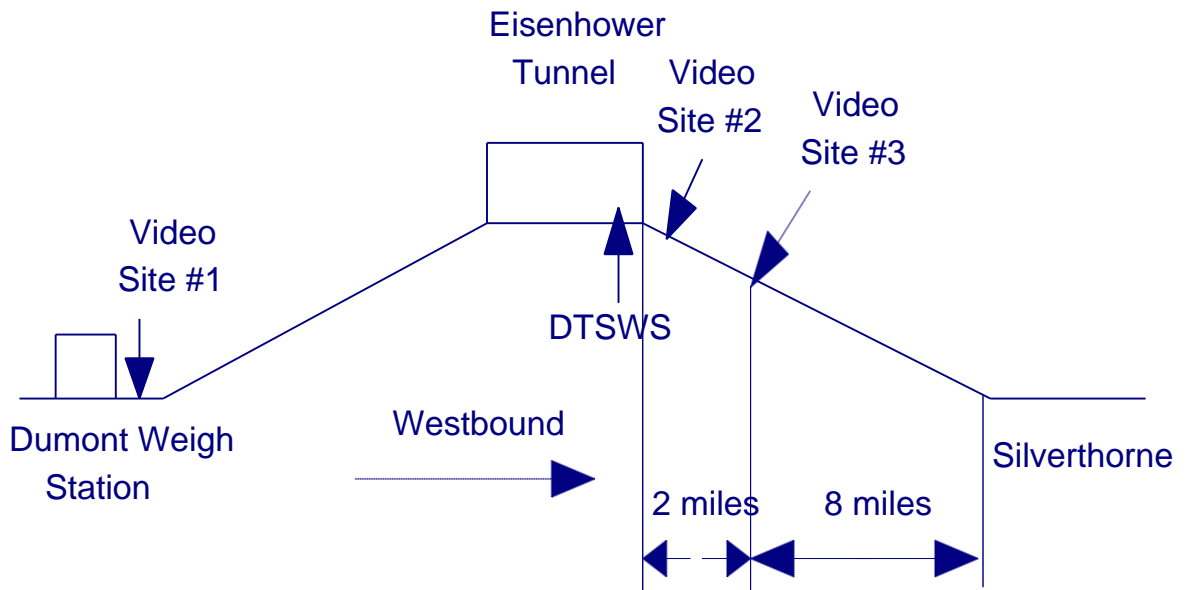 Eisenhower
Tunnel
Video
Site #2
Video
Site #3
Video
Site #1
DTSWS
Westbound
Dumont Weigh
Station
Silverthorne
2 miles
8 miles